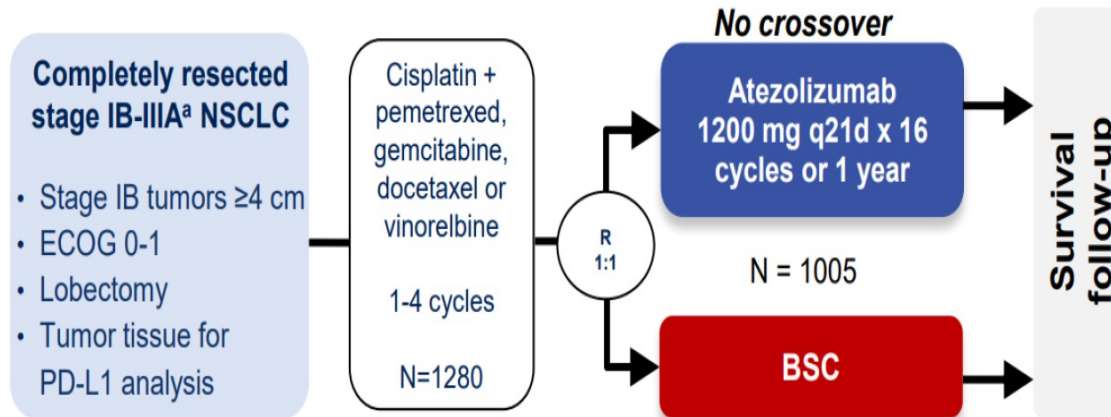 Completely resected
stage IB-IIIAᵃ NSCLC
• Stage IB tumors ≥4 cm
• ECOG 0-1
• Lobectomy
• Tumor tissue for
PD-L1 analysis
Cisplatin +
pemetrexed,
gemcitabine,
docetaxel or
vinorelbine
1-4 cycles
N=1280
R
1:1
No crossover
Atezolizumab
1200 mg q21d x 16
cycles or 1 year
N = 1005
BSC
Survival
follow-up